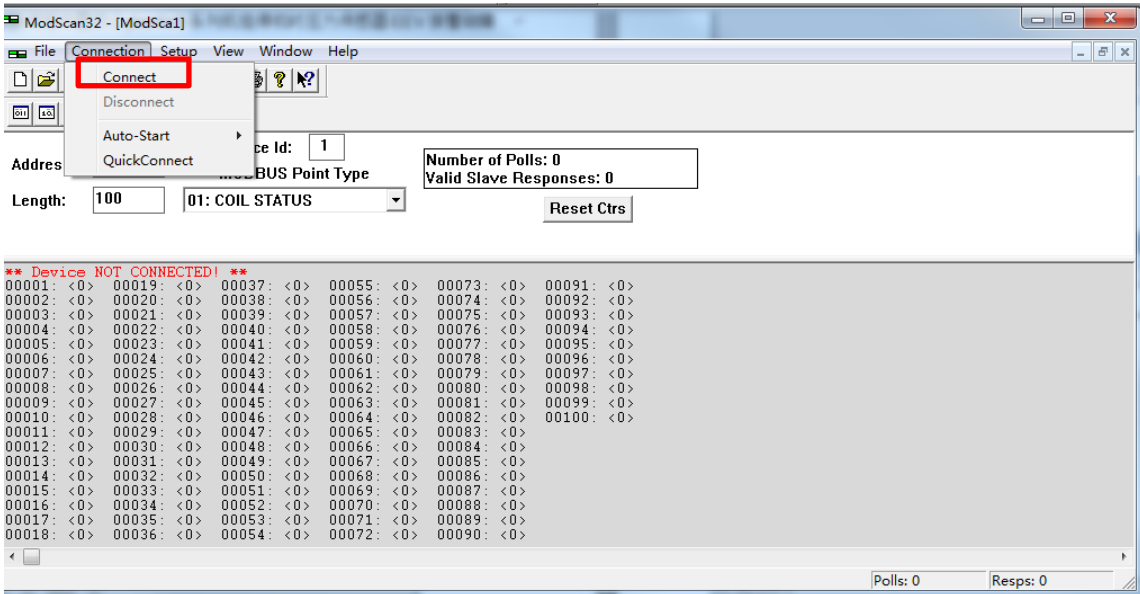 ModScan32 - [ModSca1]
File Connection Setup View Window Help
Connect
Disconnect
Auto-Start
QuickConnect
Addres
ce Id: 1
MODBUS Point Type
Length: 100
01: COIL STATUS
Number of Polls: 0
Valid Slave Responses: 0
Reset Ctrs
** Device NOT CONNECTED! **
00001: <0> 00019: <0> 00037: <0> 00055: <0> 00073: <0> 00091: <0>
00002: <0> 00020: <0> 00038: <0> 00056: <0> 00074: <0> 00092: <0>
00003: <0> 00021: <0> 00039: <0> 00057: <0> 00075: <0> 00093: <0>
00004: <0> 00022: <0> 00040: <0> 00058: <0> 00076: <0> 00094: <0>
00005: <0> 00023: <0> 00041: <0> 00059: <0> 00077: <0> 00095: <0>
00006: <0> 00024: <0> 00042: <0> 00060: <0> 00078: <0> 00096: <0>
00007: <0> 00025: <0> 00043: <0> 00061: <0> 00079: <0> 00097: <0>
00008: <0> 00026: <0> 00044: <0> 00062: <0> 00080: <0> 00098: <0>
00009: <0> 00027: <0> 00045: <0> 00063: <0> 00081: <0> 00099: <0>
00010: <0> 00028: <0> 00046: <0> 00064: <0> 00082: <0> 00100: <0>
00011: <0> 00029: <0> 00047: <0> 00065: <0> 00083: <0>
00012: <0> 00030: <0> 00048: <0> 00066: <0> 00084: <0>
00013: <0> 00031: <0> 00049: <0> 00067: <0> 00085: <0>
00014: <0> 00032: <0> 00050: <0> 00068: <0> 00086: <0>
00015: <0> 00033: <0> 00051: <0> 00069: <0> 00087: <0>
00016: <0> 00034: <0> 00052: <0> 00070: <0> 00088: <0>
00017: <0> 00035: <0> 00053: <0> 00071: <0> 00089: <0>
00018: <0> 00036: <0> 00054: <0> 00072: <0> 00090: <0>
Polls: 0 Resps: 0